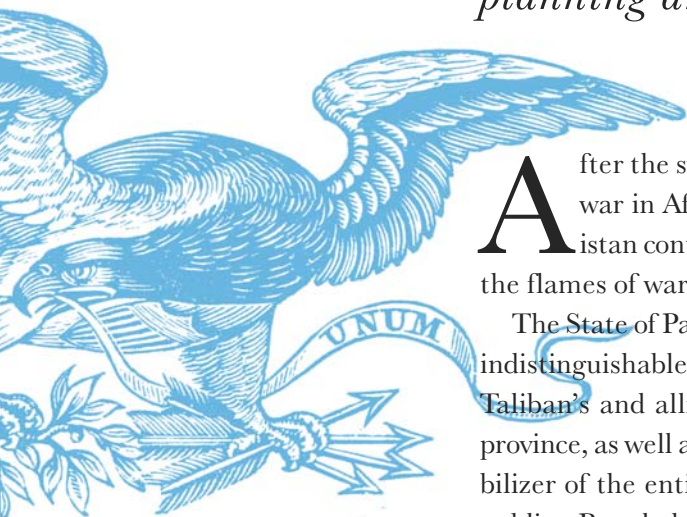 planning a
UNUM
After the s
war in Af
istan con
the flames of war
The State of Pa
indistinguishable
Taliban's and all
province, as well a
bilizer of the enti